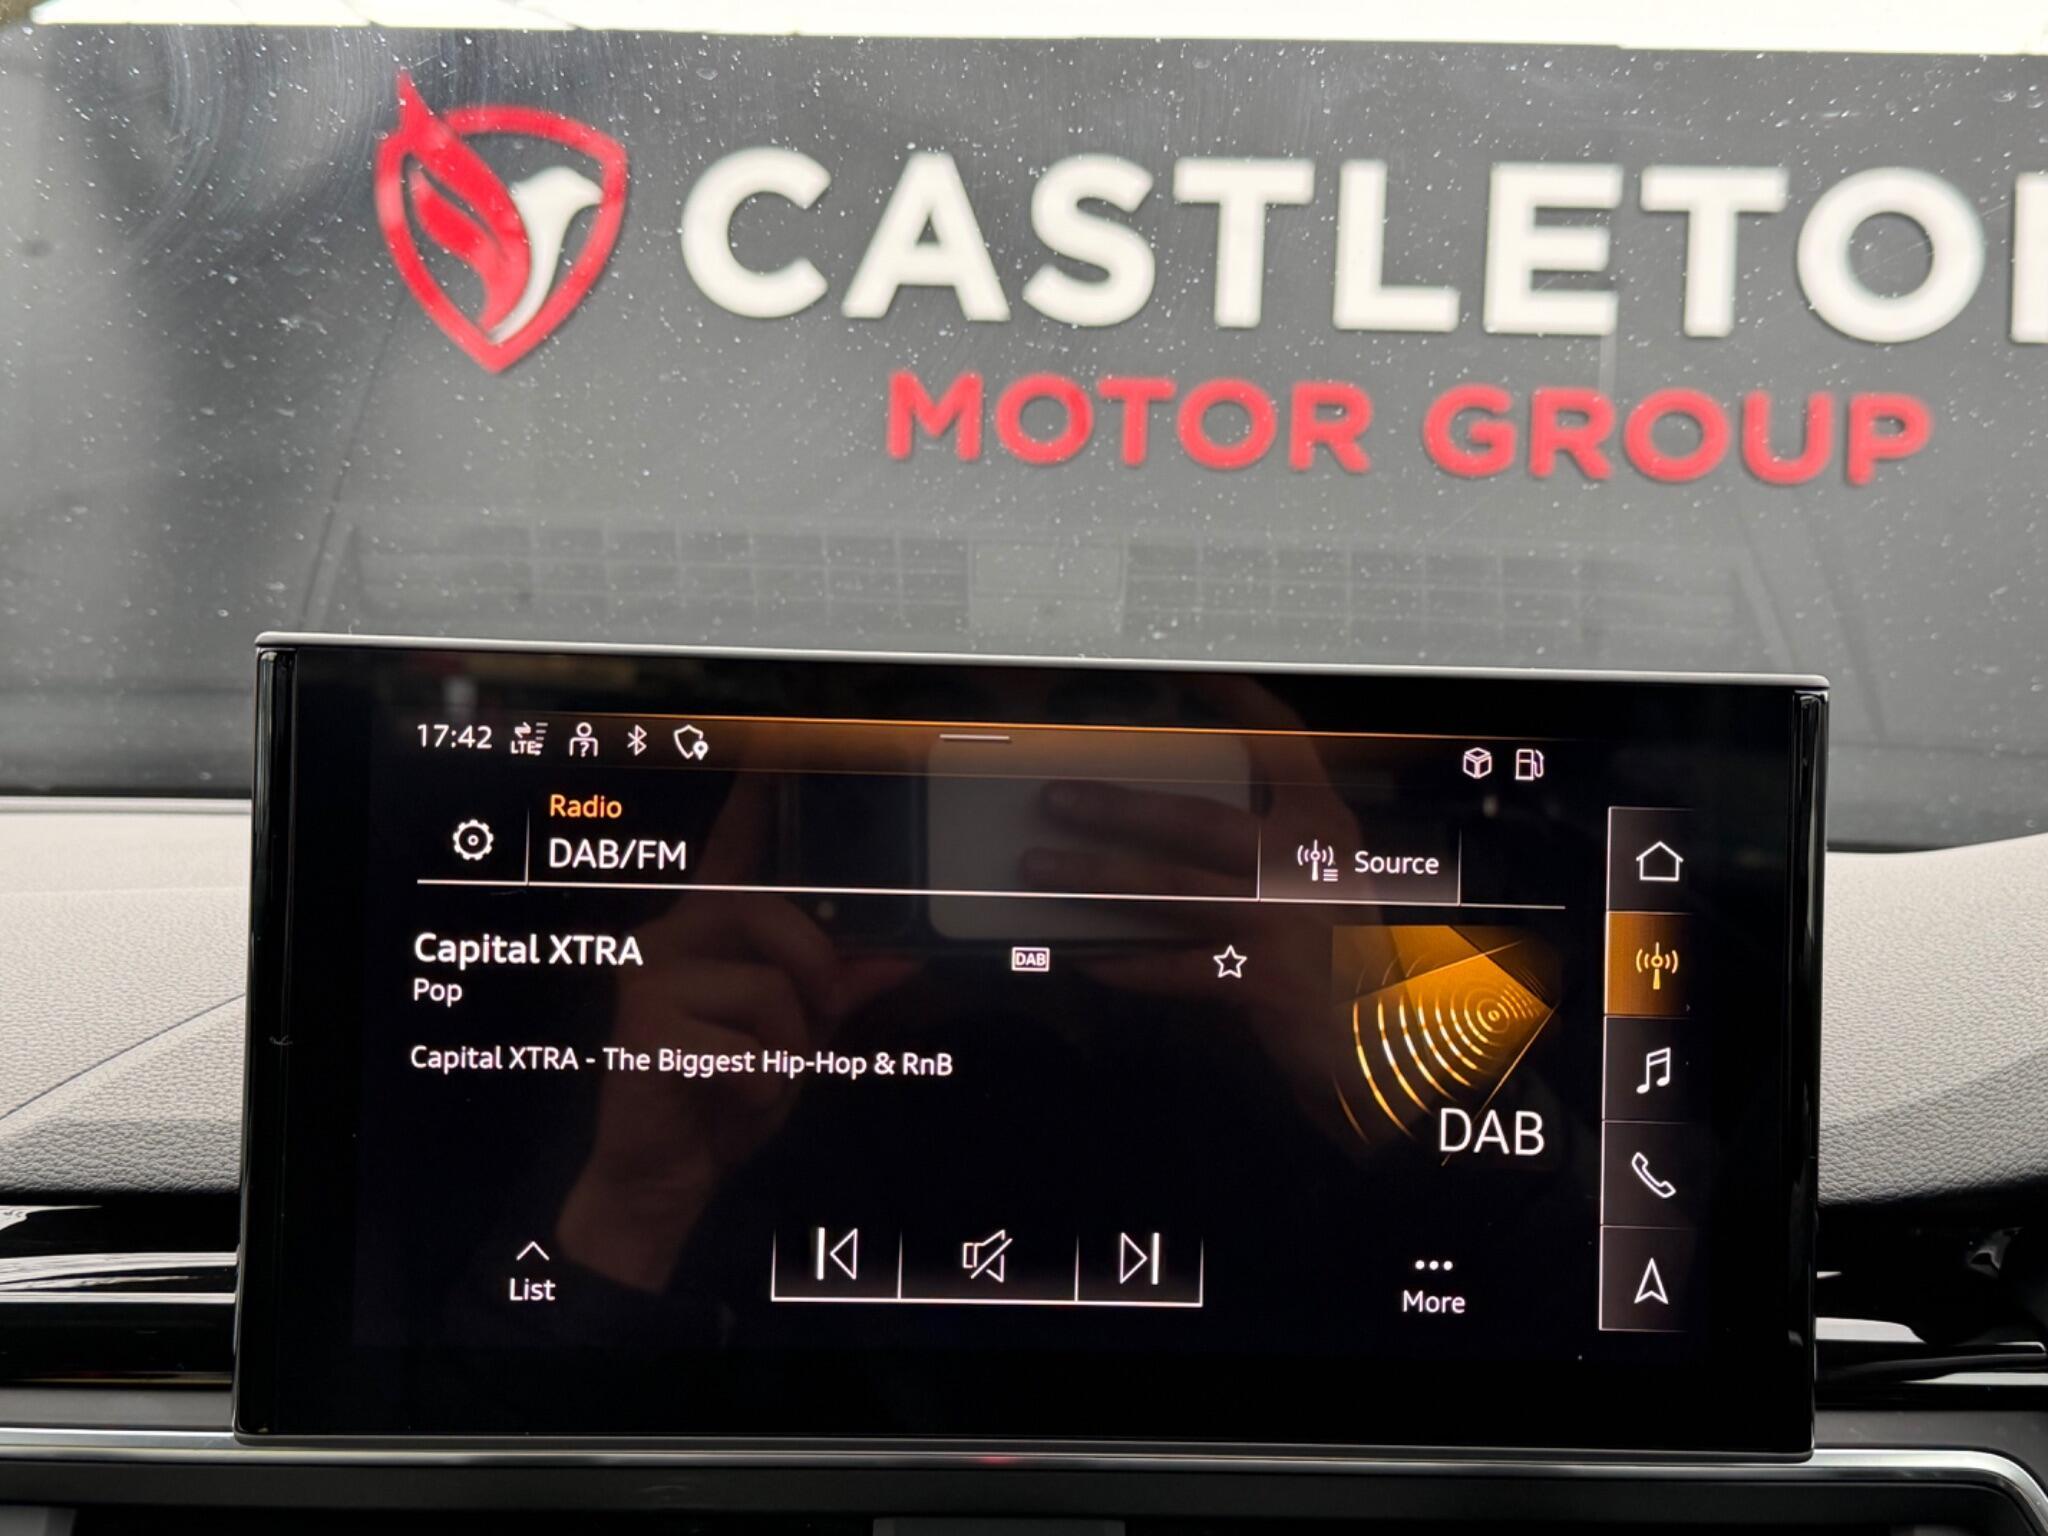 CASTLETO
MOTOR GROUP
17:42
LTE
Radio
DAB/FM
Source
Capital XTRA
DAB
Pop
Capital XTRA - The Biggest Hip-Hop & RnB
DAB
List
More